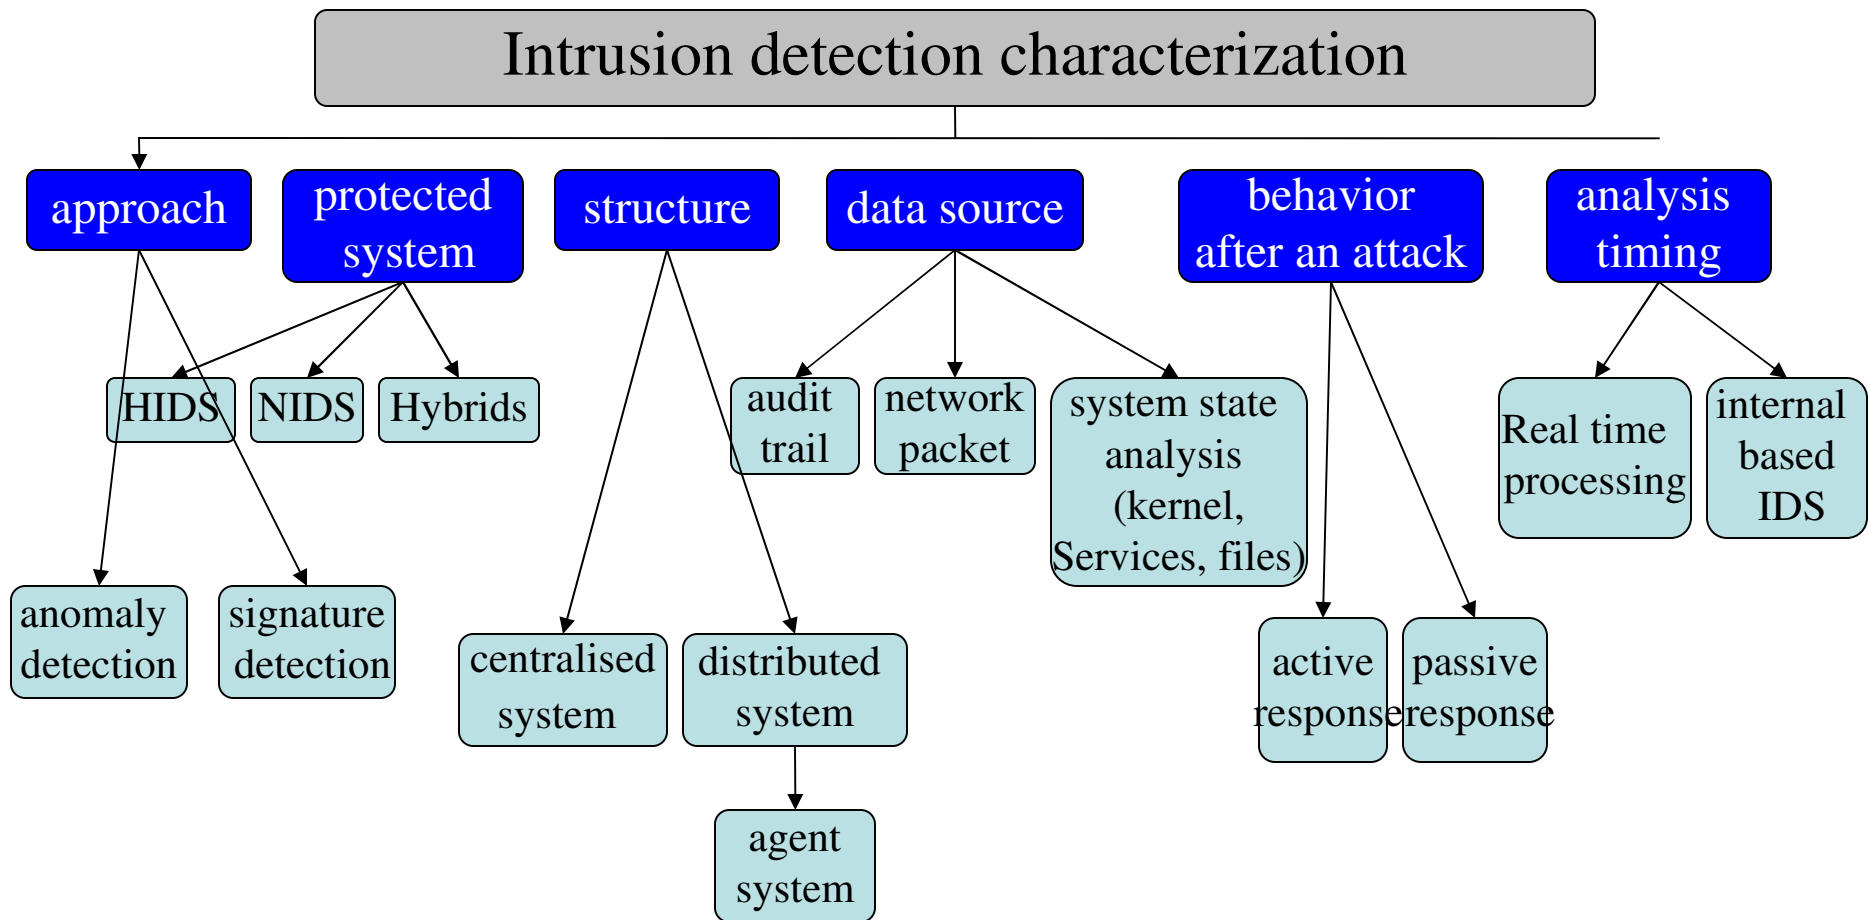 Intrusion detection characterization
approach
protected
system
structure
data source
behavior
after an attack
analysis
timing
HIDS
NIDS
Hybrids
audit
trail
network
packet
system state
analysis
(kernel,
Services, files)
Real time
processing
internal
based
IDS
anomaly
detection
signature
detection
centralised
system
distributed
system
active
response
passive
response
agent
system